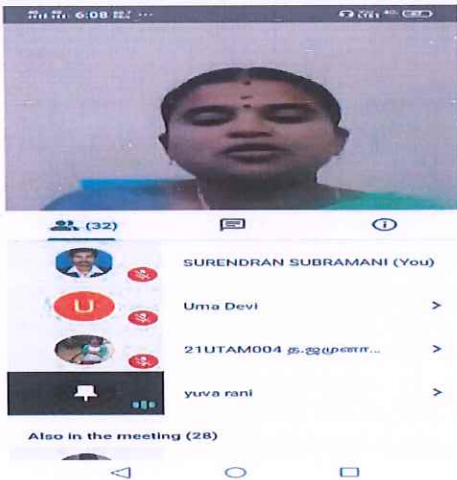 6:08
(32)
SURENDRAN SUBRAMANI (You)
U
Uma Devi
21UTAM004 த.ஜமுனா...
yuva rani
Also in the meeting (28)